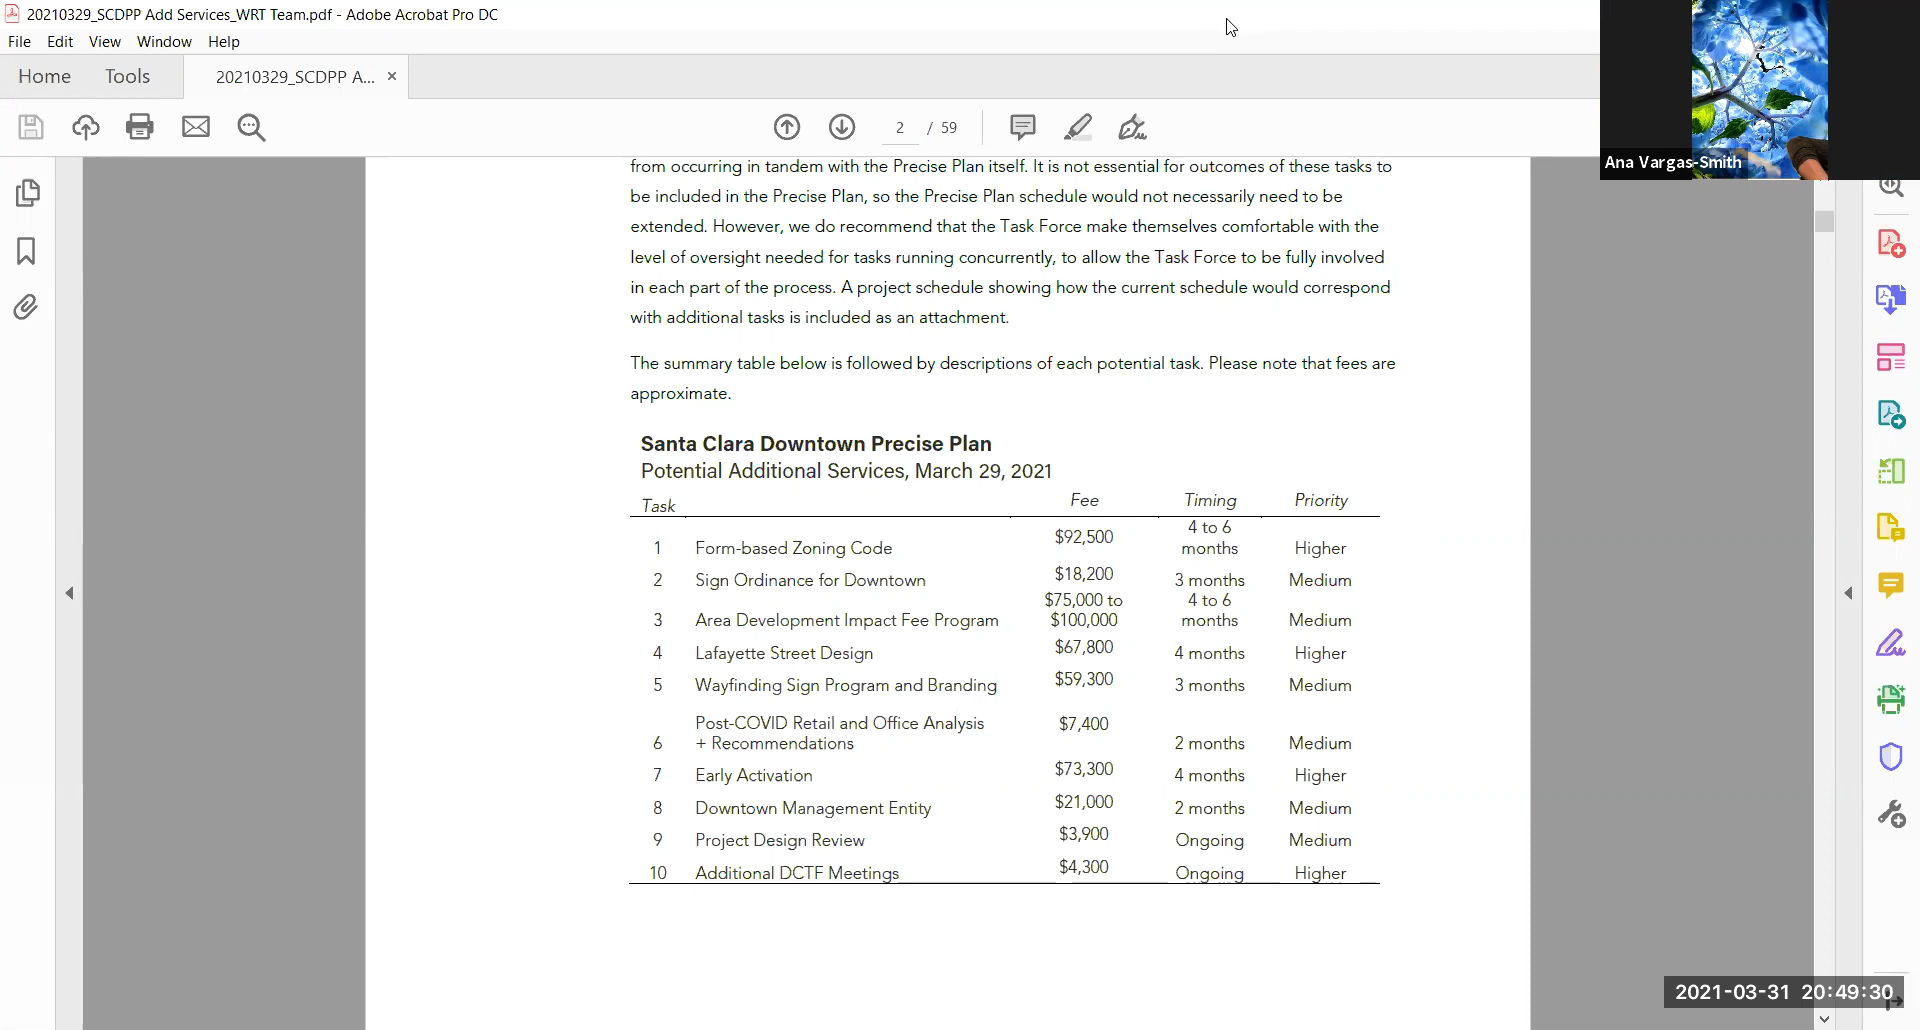 20210329_SCDPP Add Services_WRT Team.pdf - Adobe Acrobat Pro DC
File Edit View Window Help
Home Tools 20210329_SCDPP A... ×
2 / 59
Ana Vargas-Smith
from occurring in tandem with the Precise Plan itself. It is not essential for outcomes of these tasks to
be included in the Precise Plan, so the Precise Plan schedule would not necessarily need to be
extended. However, we do recommend that the Task Force make themselves comfortable with the
level of oversight needed for tasks running concurrently, to allow the Task Force to be fully involved
in each part of the process. A project schedule showing how the current schedule would correspond
with additional tasks is included as an attachment.
The summary table below is followed by descriptions of each potential task. Please note that fees are
approximate.
Santa Clara Downtown Precise Plan
Potential Additional Services, March 29, 2021
Task Fee Timing Priority
1 Form-based Zoning Code $92,500 4 to 6 months Higher
2 Sign Ordinance for Downtown $18,200 3 months Medium
3 Area Development Impact Fee Program $75,000 to $100,000 4 to 6 months Medium
4 Lafayette Street Design $67,800 4 months Higher
5 Wayfinding Sign Program and Branding $59,300 3 months Medium
6 Post-COVID Retail and Office Analysis + Recommendations $7,400 2 months Medium
7 Early Activation $73,300 4 months Higher
8 Downtown Management Entity $21,000 2 months Medium
9 Project Design Review $3,900 Ongoing Medium
10 Additional DCTF Meetings $4,300 Ongoing Higher
2021-03-31 20:49:30